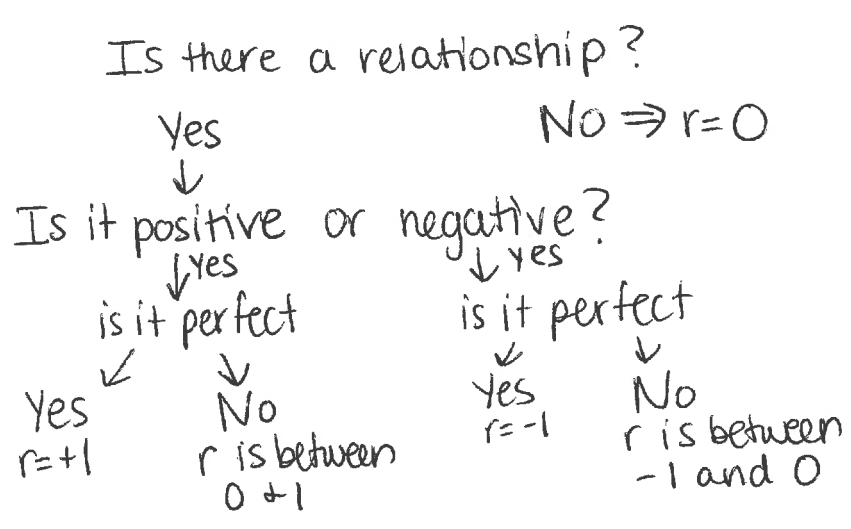 Is there a relationship?
Yes
No ⇒ r=0
↓
Is it positive or negative?
↓yes
↓ yes
is it perfect
is it perfect
↙ ↘
↙ ↘
Yes
r=+1
No
r is between
0 + 1
Yes
r=-1
No
r is between
-1 and 0